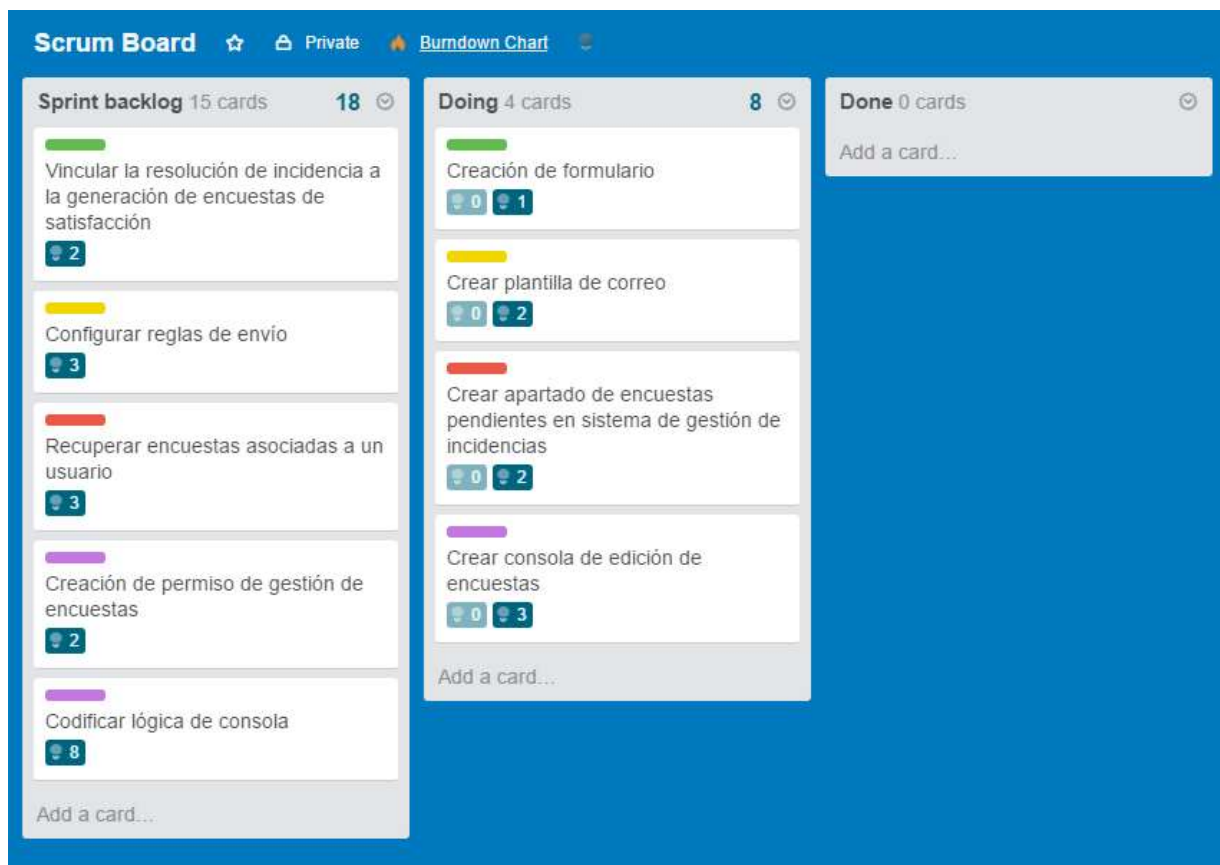 Scrum Board Private Burndown Chart
Sprint backlog 15 cards 18
Vincular la resolución de incidencia a
la generación de encuestas de
satisfacción
2
Configurar reglas de envío
3
Recuperar encuestas asociadas a un
usuario
3
Creación de permiso de gestión de
encuestas
2
Codificar lógica de consola
8
Add a card...
Doing 4 cards 8
Creación de formulario
0 1
Crear plantilla de correo
0 2
Crear apartado de encuestas
pendientes en sistema de gestión de
incidencias
0 2
Crear consola de edición de
encuestas
0 3
Add a card...
Done 0 cards
Add a card...